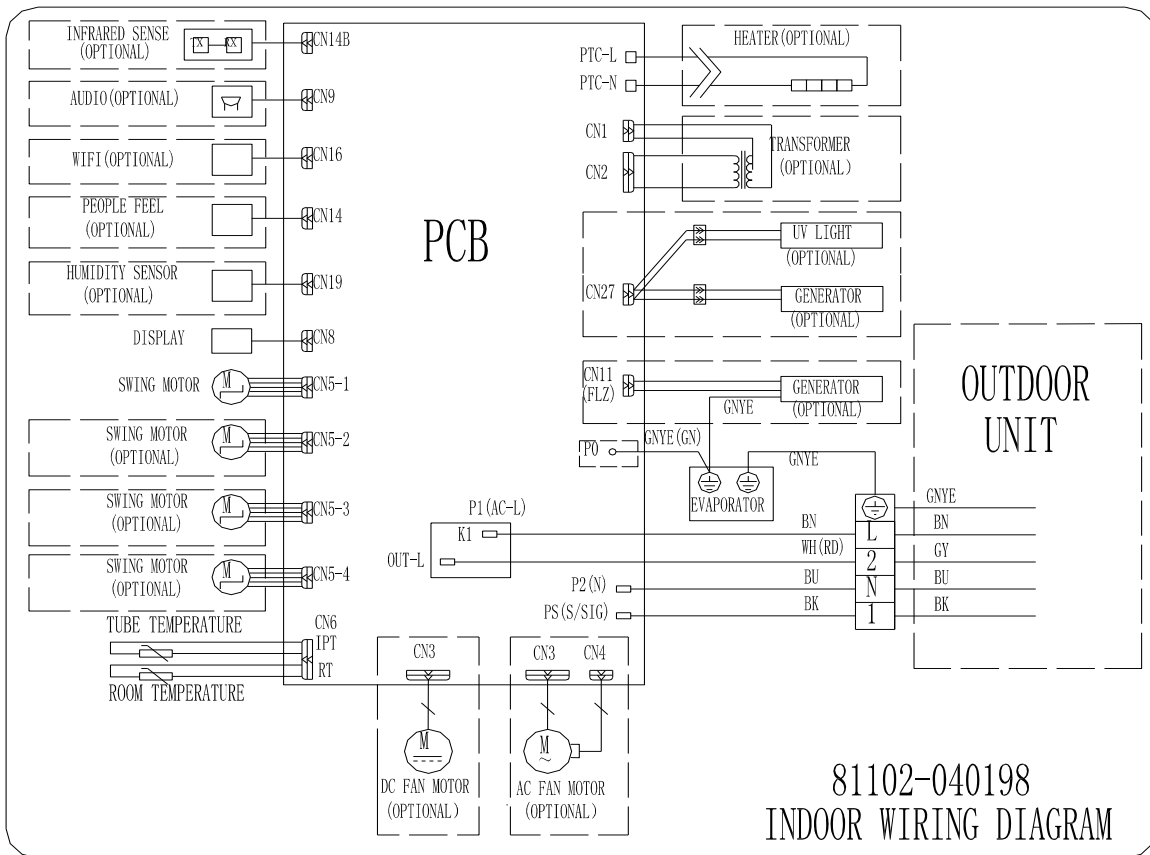 INFRARED SENSE
(OPTIONAL)
TX
RX
CN14B
AUDIO(OPTIONAL)
CN9
WIFI(OPTIONAL)
CN16
PEOPLE FEEL
(OPTIONAL)
CN14
HUMIDITY SENSOR
(OPTIONAL)
CN19
DISPLAY
CN8
SWING MOTOR
M
CN5-1
SWING MOTOR
(OPTIONAL)
M
CN5-2
SWING MOTOR
(OPTIONAL)
M
CN5-3
SWING MOTOR
(OPTIONAL)
M
CN5-4
TUBE TEMPERATURE
CN6
IPT
RT
ROOM TEMPERATURE
PCB
PTC-L
PTC-N
HEATER(OPTIONAL)
CN1
CN2
TRANSFORMER
(OPTIONAL)
CN27
UV LIGHT
(OPTIONAL)
GENERATOR
(OPTIONAL)
CN11
(FLZ)
GENERATOR
(OPTIONAL)
GNYE
P0
GNYE(GN)
GNYE
EVAPORATOR
P1(AC-L)
K1
OUT-L
P2(N)
PS(S/SIG)
BN
WH(RD)
BU
BK
L
2
N
1
GNYE
BN
GY
BU
BK
OUTDOOR
UNIT
CN3
M
DC FAN MOTOR
(OPTIONAL)
CN3
CN4
M
~
AC FAN MOTOR
(OPTIONAL)
81102-040198
INDOOR WIRING DIAGRAM